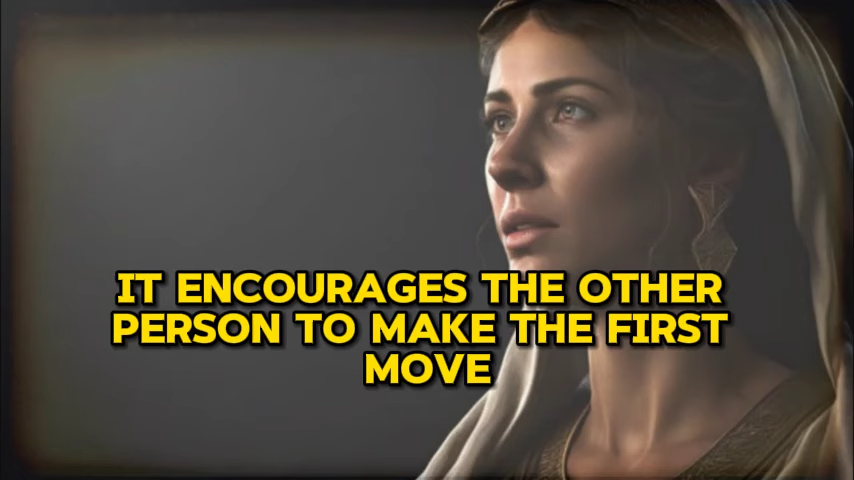 IT ENCOURAGES THE OTHER
PERSON TO MAKE THE FIRST
MOVE